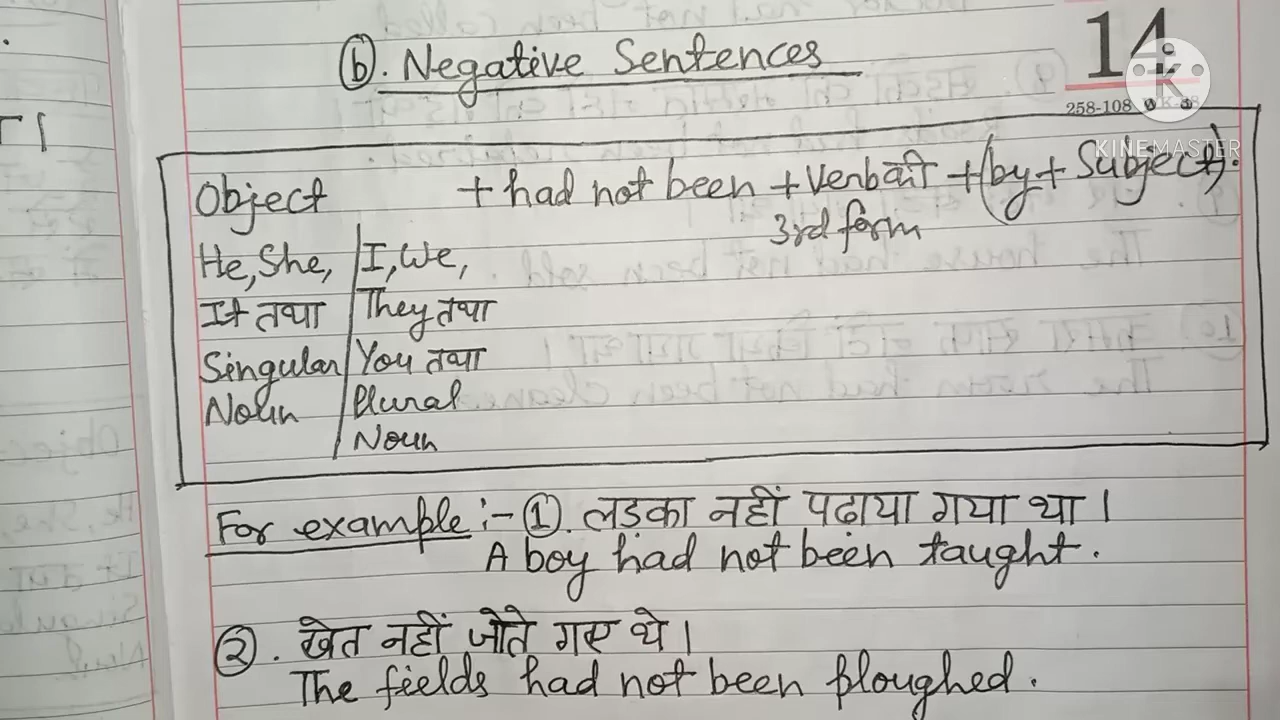 14
258-108
KINEMASTER
(b). Negative Sentences
Object + had not been + Verb की + (by + Subject).
3rd form
He, She, | I, We,
It तथा | They तथा
Singular | You तथा
Noun | Plural
Noun
For example :- (1). लड़का नहीं पढाया गया था।
A boy had not been taught.
(2). खेत नहीं जोते गए थे।
The fields had not been ploughed.